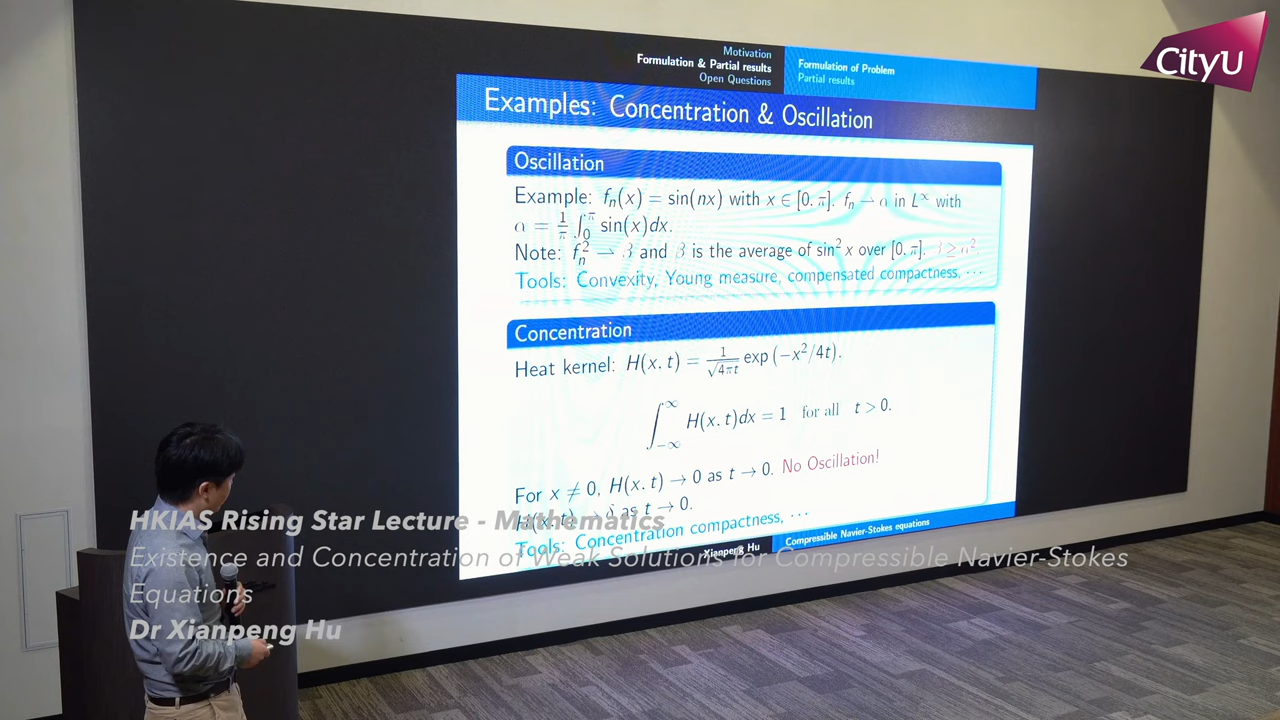 CityU
Motivation
Formulation & Partial results
Open Questions
Formulation of Problem
Partial results
Examples: Concentration & Oscillation
Oscillation
Example: fₙ(x) = sin(nx) with x ∈ [0, π]. fₙ ⇀ α in L^∞ with
α = 1/π ∫₀^π sin(x)dx.
Note: fₙ² ⇀ β and β is the average of sin² x over [0, π]. β ≥ α².
Tools: Convexity, Young measure, compensated compactness, ⋯
Concentration
Heat kernel: H(x, t) = 1/√4πt exp (−x²/4t).
∫_{−∞}^{∞} H(x, t)dx = 1 for all t > 0.
For x ≠ 0, H(x, t) → 0 as t → 0. No Oscillation!
H(x, t) → δ as t → 0.
Tools: Concentration compactness, ⋯
Xianpeng Hu
Compressible Navier-Stokes equations
HKIAS Rising Star Lecture - Mathematics
Existence and Concentration of Weak Solutions for Compressible Navier-Stokes
Equations
Dr Xianpeng Hu